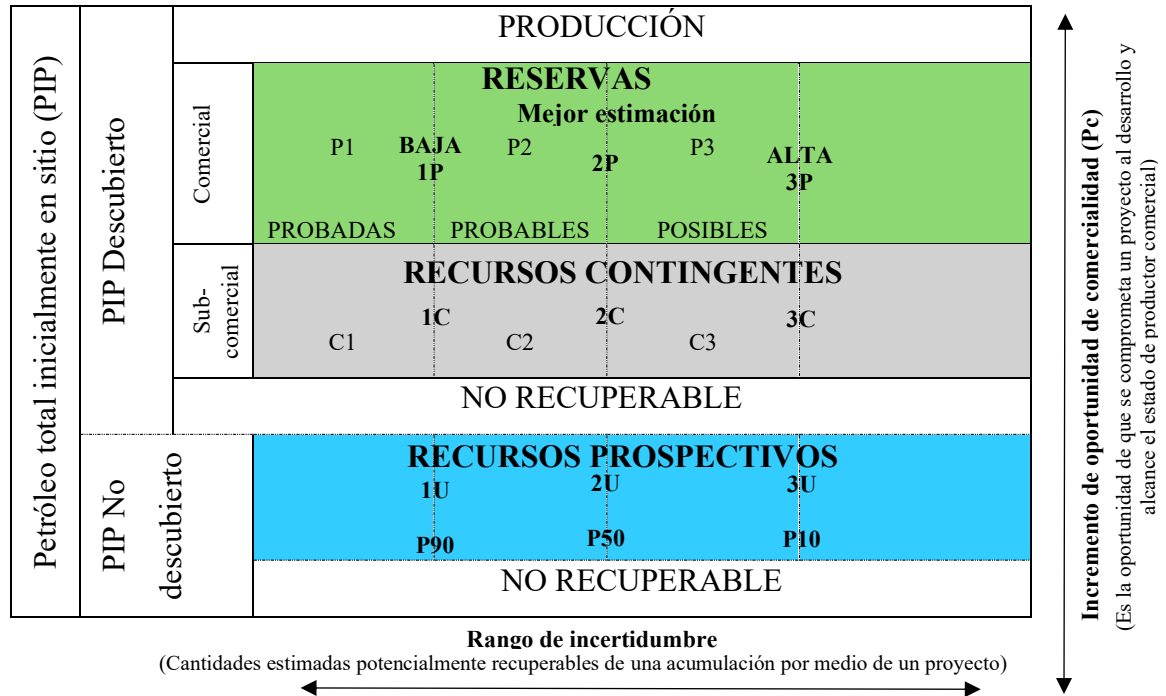 Petróleo total inicialmente en sitio (PIP)
PIP Descubierto
PRODUCCIÓN
Comercial
RESERVAS
Mejor estimación
P1 BAJA P2 P3 ALTA
1P 2P 3P
PROBADAS PROBABLES POSIBLES
Sub-
comercial
RECURSOS CONTINGENTES
1C 2C 3C
C1 C2 C3
NO RECUPERABLE
PIP No
descubierto
RECURSOS PROSPECTIVOS
1U 2U 3U
P90 P50 P10
NO RECUPERABLE
Rango de incertidumbre
(Cantidades estimadas potencialmente recuperables de una acumulación por medio de un proyecto)
Incremento de oportunidad de comercialidad (Pc)
(Es la oportunidad de que se comprometa un proyecto al desarrollo y
alcance el estado de productor comercial)